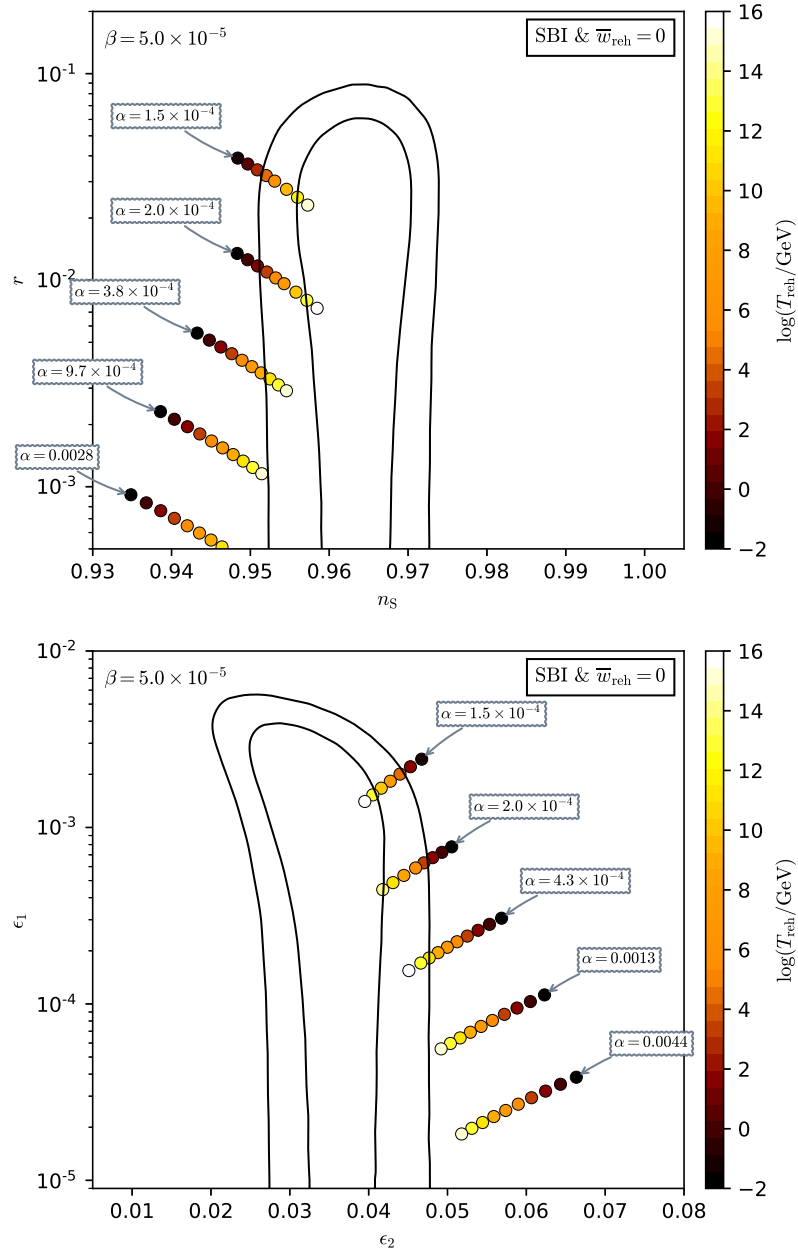 β = 5.0 × 10⁻⁵
SBI & w̅_reh = 0
α = 1.5 × 10⁻⁴
α = 2.0 × 10⁻⁴
α = 3.8 × 10⁻⁴
α = 9.7 × 10⁻⁴
α = 0.0028
10⁻¹
10⁻²
10⁻³
r
0.93 0.94 0.95 0.96 0.97 0.98 0.99 1.00
n_S
16
14
12
10
8
6
4
2
0
−2
log(T_reh/GeV)
β = 5.0 × 10⁻⁵
SBI & w̅_reh = 0
α = 1.5 × 10⁻⁴
α = 2.0 × 10⁻⁴
α = 4.3 × 10⁻⁴
α = 0.0013
α = 0.0044
10⁻²
10⁻³
10⁻⁴
10⁻⁵
ϵ₁
0.01 0.02 0.03 0.04 0.05 0.06 0.07 0.08
ϵ₂
16
14
12
10
8
6
4
2
0
−2
log(T_reh/GeV)